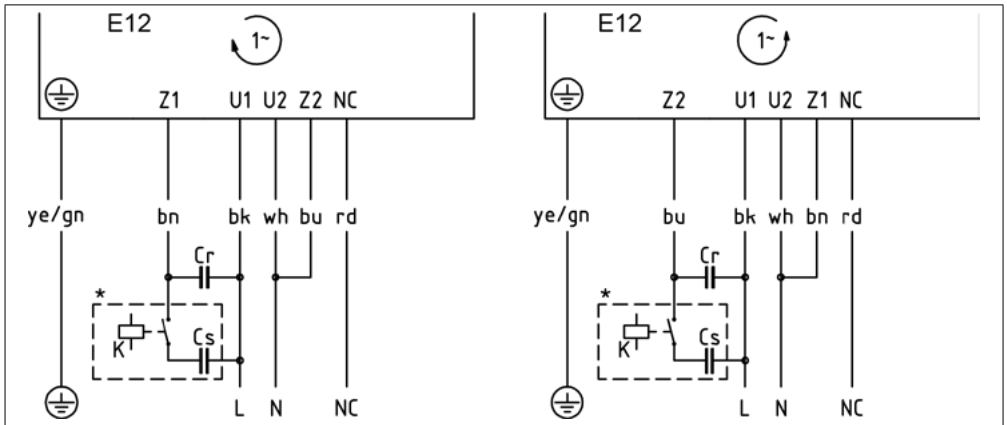 E12
1~
Z1 U1 U2 Z2 NC
ye/gn bn bk wh bu rd
Cr
*
K
Cs
L N NC
E12
1~
Z2 U1 U2 Z1 NC
ye/gn bu bk wh bn rd
Cr
*
K
Cs
L N NC